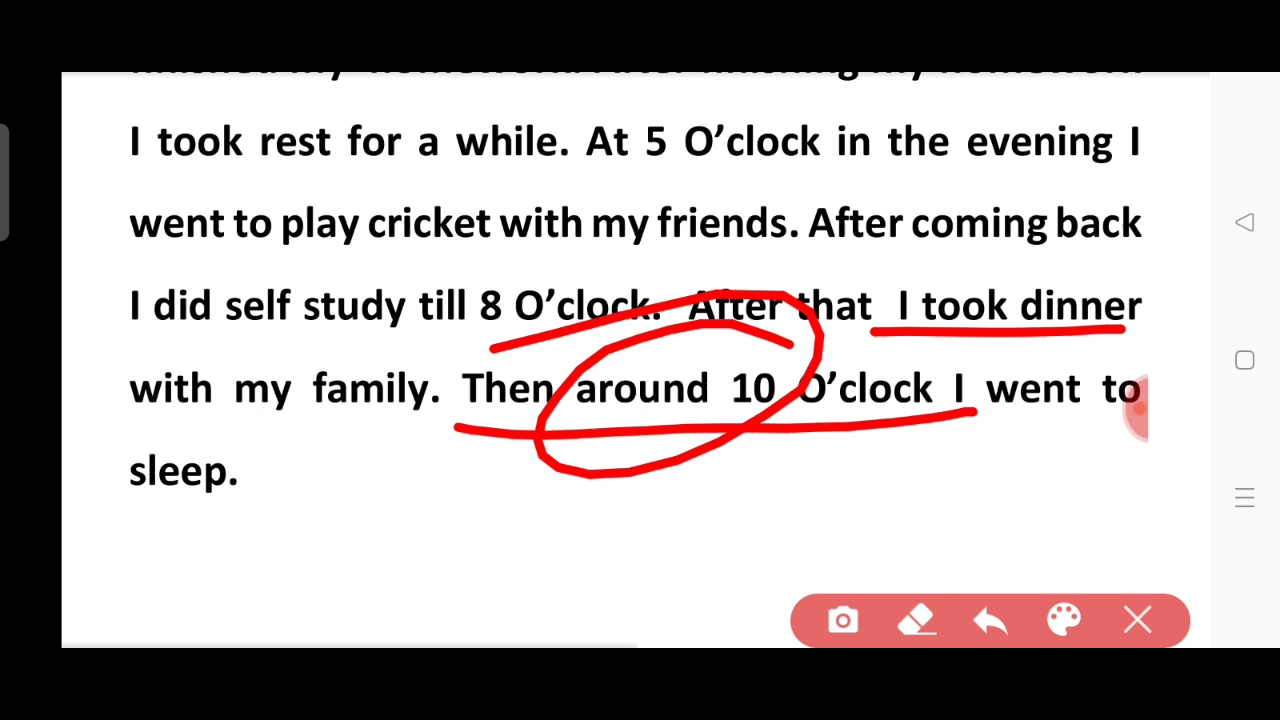 I took rest for a while. At 5 O’clock in the evening I
went to play cricket with my friends. After coming back
I did self study till 8 O’clock. After that I took dinner
with my family. Then around 10 O’clock I went to
sleep.